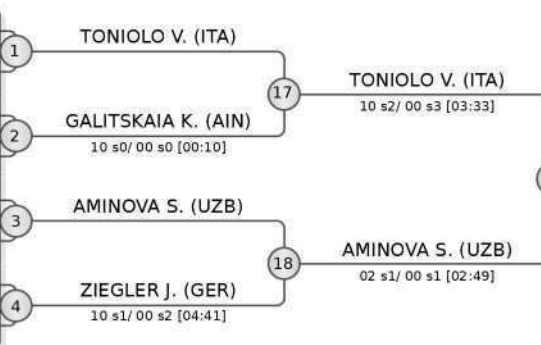 1
TONIOLO V. (ITA)
17
TONIOLO V. (ITA)
10 s2/ 00 s3 [03:33]
2
GALITSKAIA K. (AIN)
10 s0/ 00 s0 [00:10]
3
AMINOVA S. (UZB)
18
AMINOVA S. (UZB)
02 s1/ 00 s1 [02:49]
4
ZIEGLER J. (GER)
10 s1/ 00 s2 [04:41]